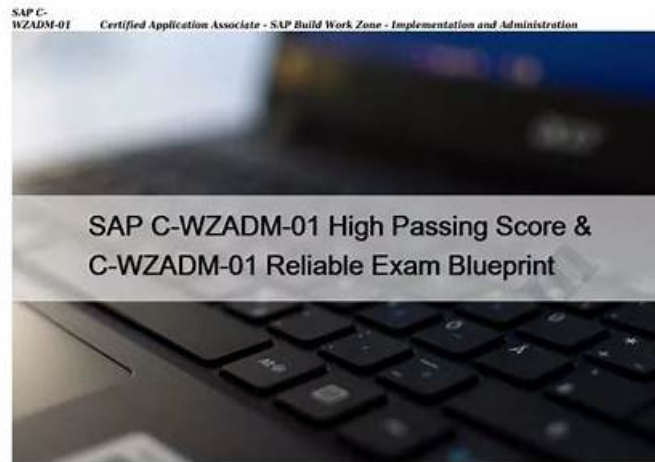 SAP C-
WZADM-01 Certified Application Associate - SAP Build Work Zone - Implementation and Administration
SAP C-WZADM-01 High Passing Score &
C-WZADM-01 Reliable Exam Blueprint